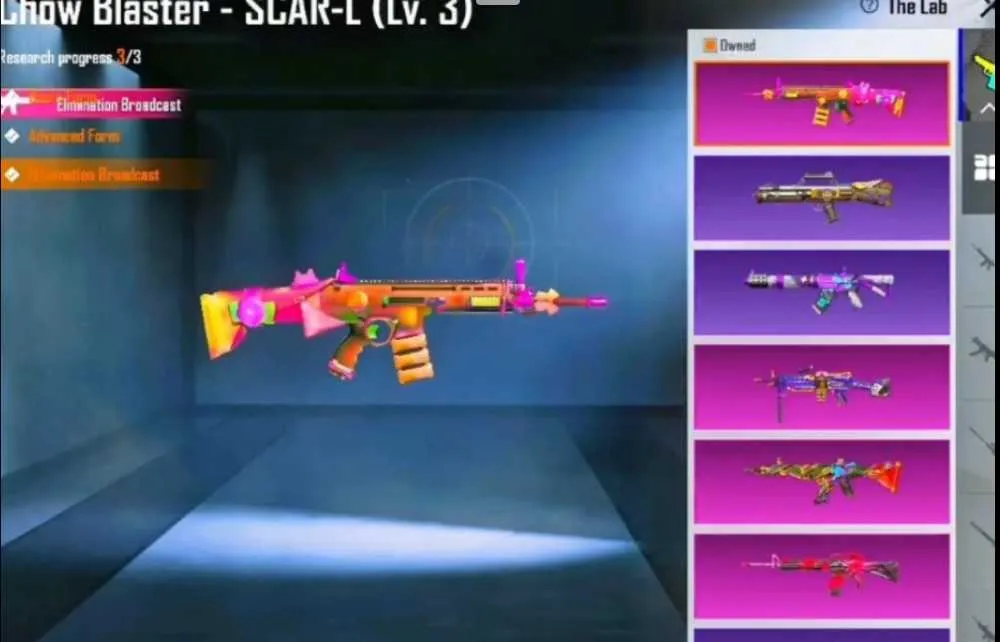 Chow Blaster - SCAR-L (Lv. 3)
The Lab
Research progress 3/3
Owned
Elimination Broadcast
Advanced Form
Elimination Broadcast